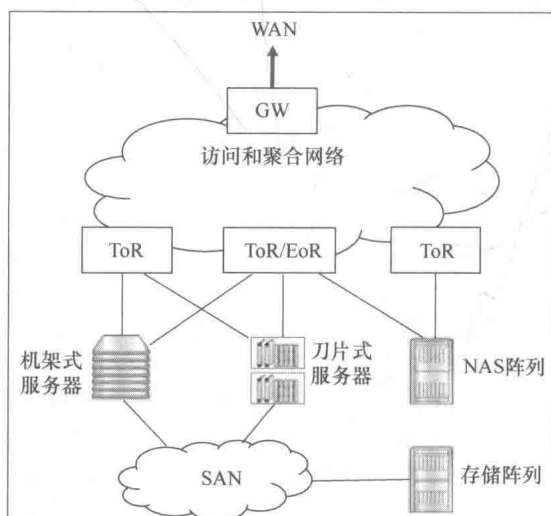 WAN
GW
访问和聚合网络
ToR
ToR/EoR
ToR
机架式
服务器
刀片式
服务器
NAS阵列
SAN
存储阵列